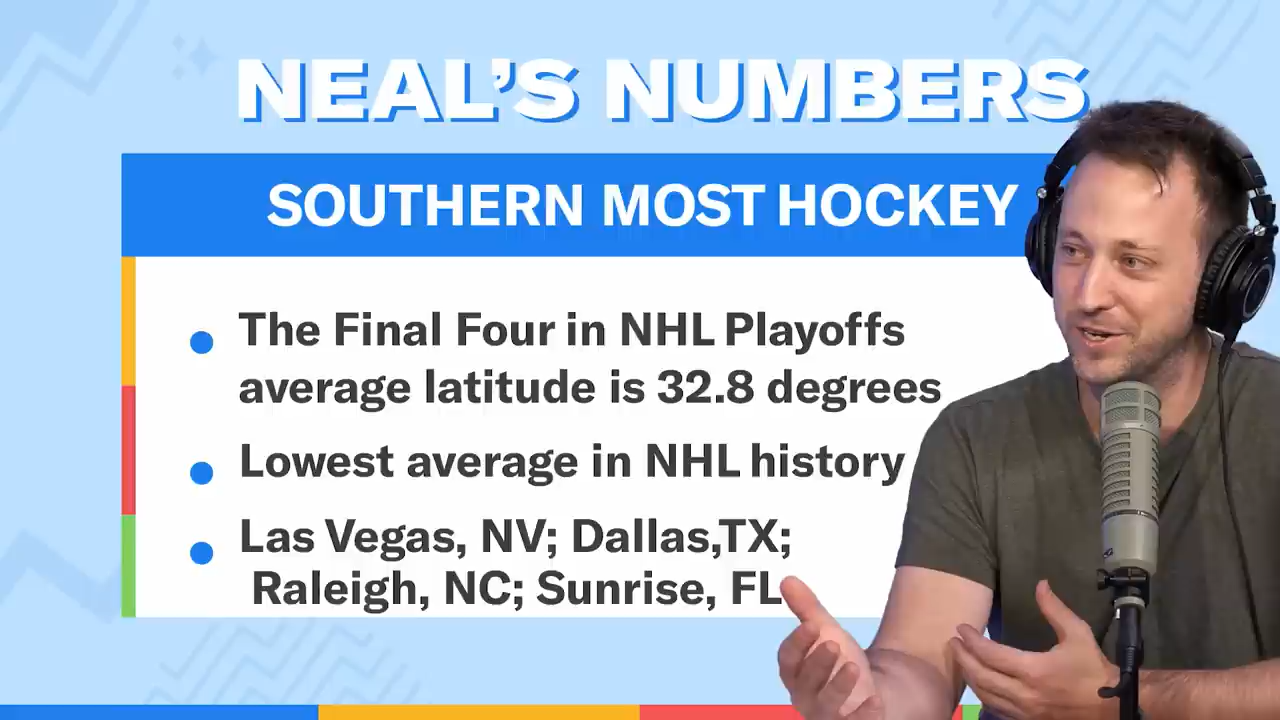 NEAL'S NUMBERS
SOUTHERN MOST HOCKEY
The Final Four in NHL Playoffs
average latitude is 32.8 degrees
Lowest average in NHL history
Las Vegas, NV; Dallas,TX;
Raleigh, NC; Sunrise, FL